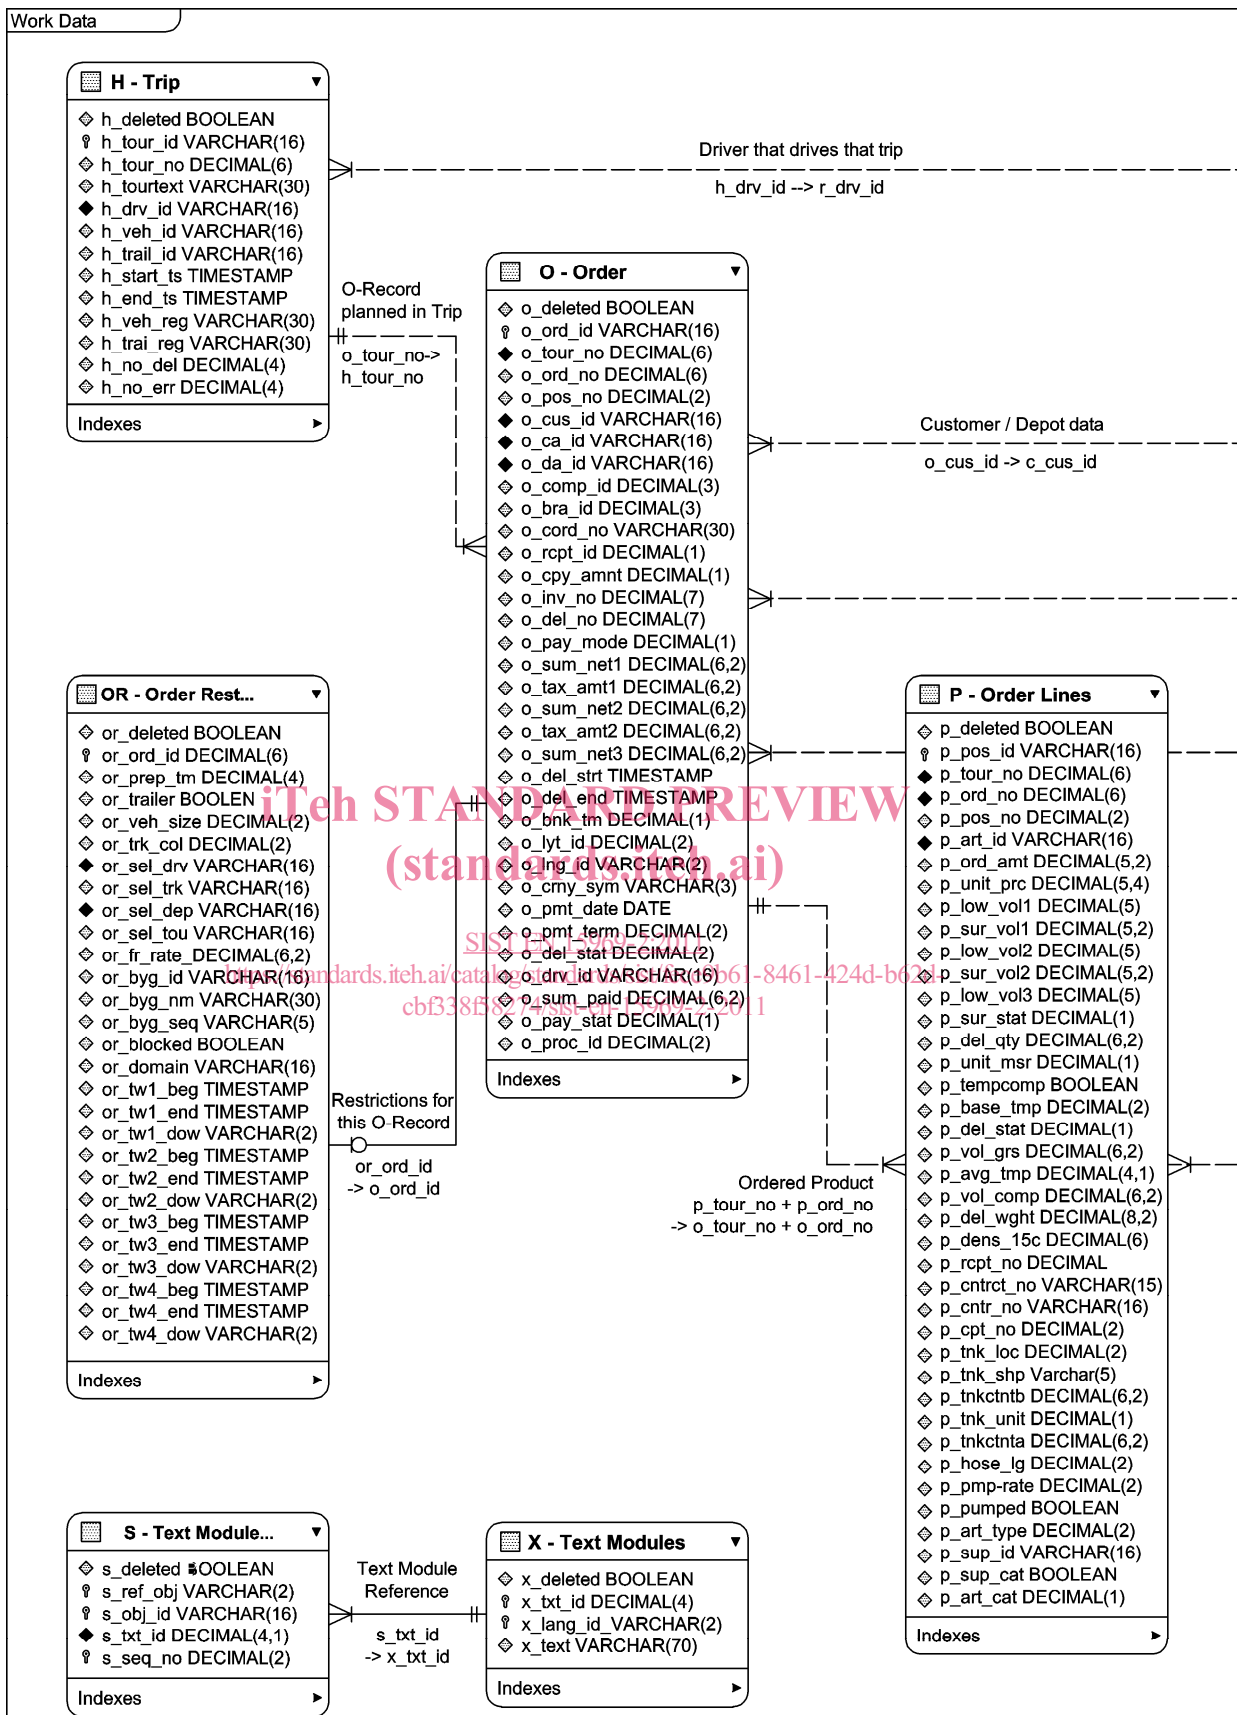 Work Data
H - Trip
h_deleted BOOLEAN
h_tour_id VARCHAR(16)
h_tour_no DECIMAL(6)
h_tourtext VARCHAR(30)
h_drv_id VARCHAR(16)
h_veh_id VARCHAR(16)
h_trail_id VARCHAR(16)
h_start_ts TIMESTAMP
h_end_ts TIMESTAMP
h_veh_reg VARCHAR(30)
h_trai_reg VARCHAR(30)
h_no_del DECIMAL(4)
h_no_err DECIMAL(4)
Indexes
Driver that drives that trip
h_drv_id --> r_drv_id
O-Record
planned in Trip
o_tour_no->
h_tour_no
O - Order
o_deleted BOOLEAN
o_ord_id VARCHAR(16)
o_tour_no DECIMAL(6)
o_ord_no DECIMAL(6)
o_pos_no DECIMAL(2)
o_cus_id VARCHAR(16)
o_ca_id VARCHAR(16)
o_da_id VARCHAR(16)
o_comp_id DECIMAL(3)
o_bra_id DECIMAL(3)
o_cord_no VARCHAR(30)
o_rcpt_id DECIMAL(1)
o_cpy_amnt DECIMAL(1)
o_inv_no DECIMAL(7)
o_del_no DECIMAL(7)
o_pay_mode DECIMAL(1)
o_sum_net1 DECIMAL(6,2)
o_tax_amt1 DECIMAL(6,2)
o_sum_net2 DECIMAL(6,2)
o_tax_amt2 DECIMAL(6,2)
o_sum_net3 DECIMAL(6,2)
o_del_strt TIMESTAMP
o_del_end TIMESTAMP
o_bnk_tm DECIMAL(1)
o_lyt_id DECIMAL(2)
o_lng_id VARCHAR(2)
o_crny_sym VARCHAR(3)
o_pmt_date DATE
o_pmt_term DECIMAL(2)
o_del_stat DECIMAL(2)
o_drv_id VARCHAR(16)
o_sum_paid DECIMAL(6,2)
o_pay_stat DECIMAL(1)
o_proc_id DECIMAL(2)
Indexes
Customer / Depot data
o_cus_id -> c_cus_id
OR - Order Rest...
or_deleted BOOLEAN
or_ord_id DECIMAL(6)
or_prep_tm DECIMAL(4)
or_trailer BOOLEN
or_veh_size DECIMAL(2)
or_trk_col DECIMAL(2)
or_sel_drv VARCHAR(16)
or_sel_trk VARCHAR(16)
or_sel_dep VARCHAR(16)
or_sel_tou VARCHAR(16)
or_fr_rate_DECIMAL(6,2)
or_byg_id VARCHAR(16)
or_byg_nm VARCHAR(30)
or_byg_seq VARCHAR(5)
or_blocked BOOLEAN
or_domain VARCHAR(16)
or_tw1_beg TIMESTAMP
or_tw1_end TIMESTAMP
or_tw1_dow VARCHAR(2)
or_tw2_beg TIMESTAMP
or_tw2_end TIMESTAMP
or_tw2_dow VARCHAR(2)
or_tw3_beg TIMESTAMP
or_tw3_end TIMESTAMP
or_tw3_dow VARCHAR(2)
or_tw4_beg TIMESTAMP
or_tw4_end TIMESTAMP
or_tw4_dow VARCHAR(2)
Indexes
iTeh STANDARD PREVIEW
(standards.iteh.ai)
SIST EN 15969-2:2011
cbf338f58274/sist-en-15969-2-2011
Restrictions for
this O-Record
or_ord_id
-> o_ord_id
P - Order Lines
p_deleted BOOLEAN
p_pos_id VARCHAR(16)
p_tour_no DECIMAL(6)
p_ord_no DECIMAL(6)
p_pos_no DECIMAL(2)
p_art_id VARCHAR(16)
p_ord_amt DECIMAL(5,2)
p_unit_prc DECIMAL(5,4)
p_low_vol1 DECIMAL(5)
p_sur_vol1 DECIMAL(5,2)
p_low_vol2 DECIMAL(5)
p_sur_vol2 DECIMAL(5,2)
p_low_vol3 DECIMAL(5)
p_sur_stat DECIMAL(1)
p_del_qty DECIMAL(6,2)
p_unit_msr DECIMAL(1)
p_tempcomp BOOLEAN
p_base_tmp DECIMAL(2)
p_del_stat DECIMAL(1)
p_vol_grs DECIMAL(6,2)
p_avg_tmp DECIMAL(4,1)
p_vol_comp DECIMAL(6,2)
p_del_wght DECIMAL(8,2)
p_dens_15c DECIMAL(6)
p_rcpt_no DECIMAL
p_cntrct_no VARCHAR(15)
p_cntr_no VARCHAR(16)
p_cpt_no DECIMAL(2)
p_tnk_loc DECIMAL(2)
p_tnk_shp Varchar(5)
p_tnkctntb DECIMAL(6,2)
p_tnk_unit DECIMAL(1)
p_tnkctnta DECIMAL(6,2)
p_hose_lg DECIMAL(2)
p_pmp-rate DECIMAL(2)
p_pumped BOOLEAN
p_art_type DECIMAL(2)
p_sup_id VARCHAR(16)
p_sup_cat BOOLEAN
p_art_cat DECIMAL(1)
Indexes
Ordered Product
p_tour_no + p_ord_no
-> o_tour_no + o_ord_no
S - Text Module...
s_deleted BOOLEAN
s_ref_obj VARCHAR(2)
s_obj_id VARCHAR(16)
s_txt_id DECIMAL(4,1)
s_seq_no DECIMAL(2)
Indexes
Text Module
Reference
s_txt_id
-> x_txt_id
X - Text Modules
x_deleted BOOLEAN
x_txt_id DECIMAL(4)
x_lang_id_VARCHAR(2)
x_text VARCHAR(70)
Indexes